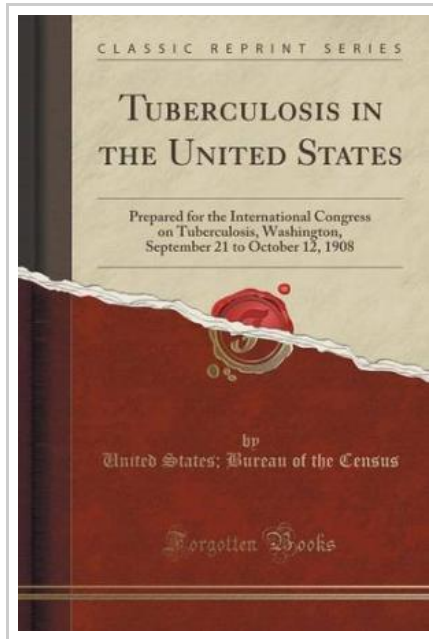 CLASSIC REPRINT SERIES
TUBERCULOSIS IN
THE UNITED STATES
Prepared for the International Congress
on Tuberculosis, Washington,
September 21 to October 12, 1908
by
United States; Bureau of the Census
Forgotten Books